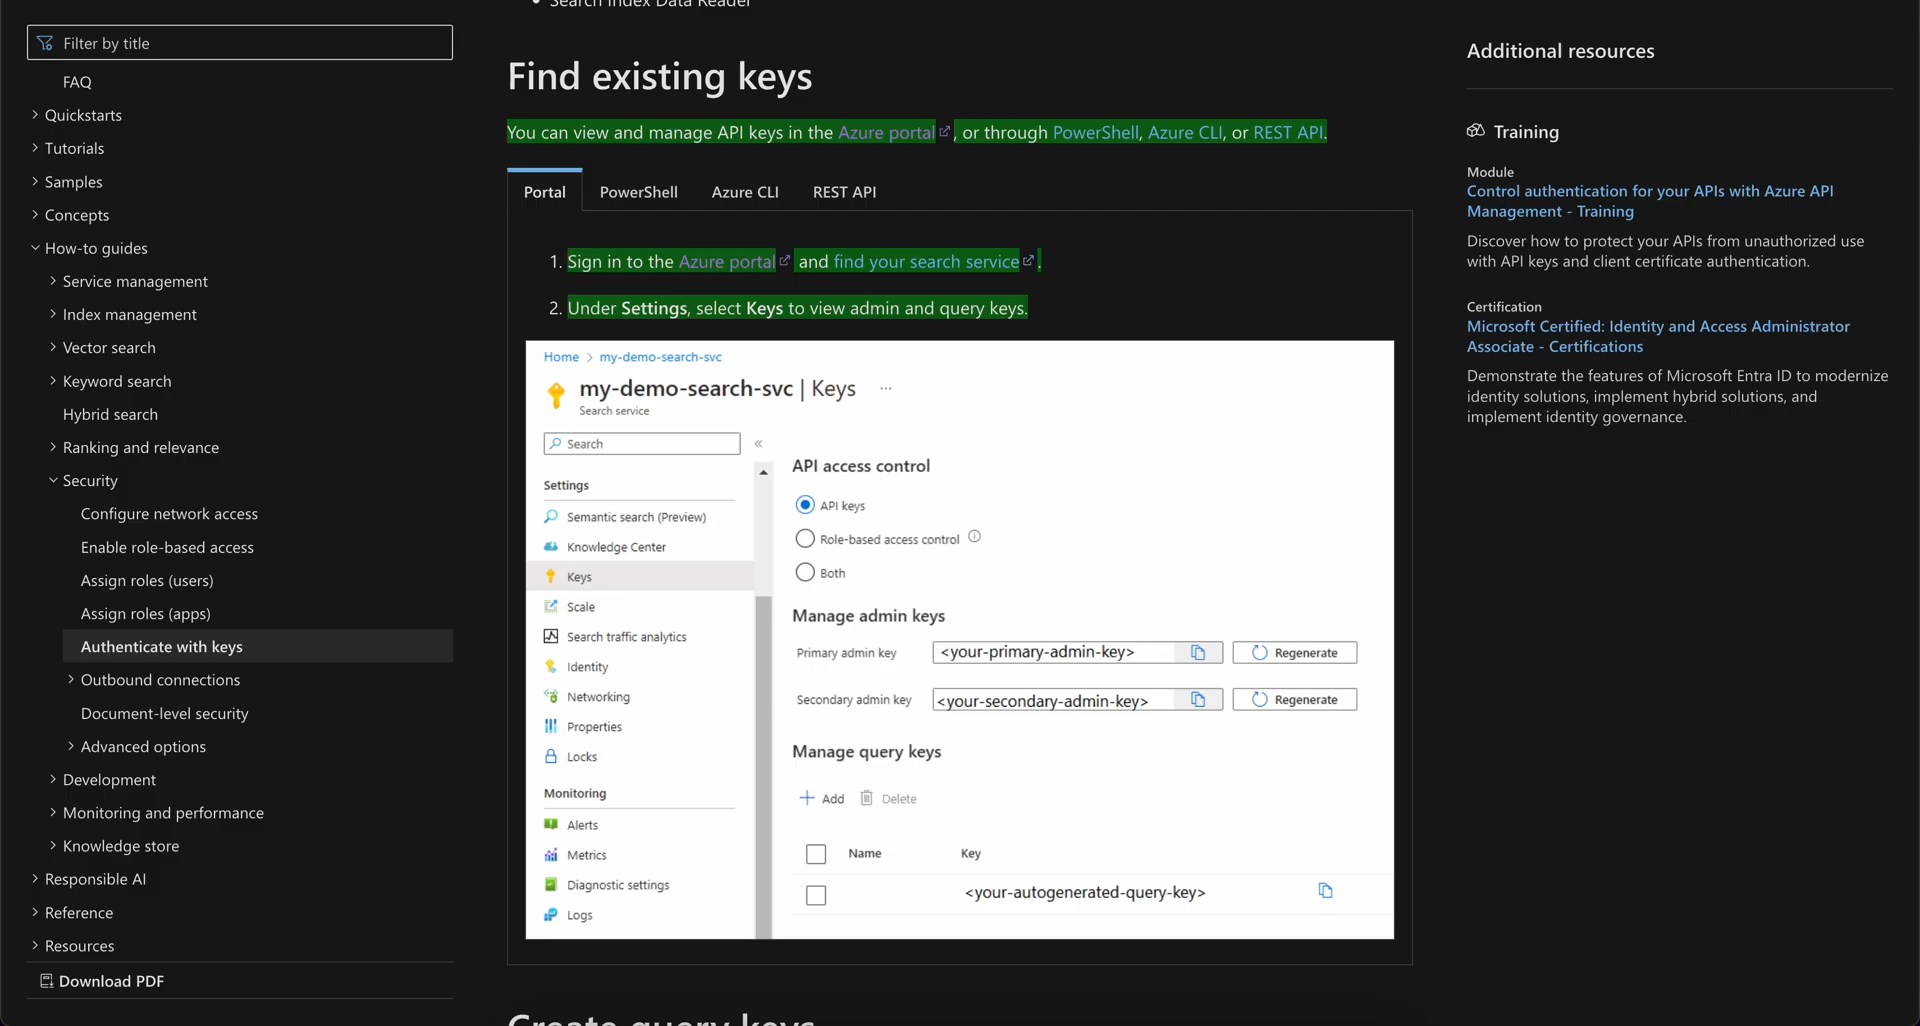 Search Index Data Reader
Filter by title
FAQ
Quickstarts
Tutorials
Samples
Concepts
How-to guides
Service management
Index management
Vector search
Keyword search
Hybrid search
Ranking and relevance
Security
Configure network access
Enable role-based access
Assign roles (users)
Assign roles (apps)
Authenticate with keys
Outbound connections
Document-level security
Advanced options
Development
Monitoring and performance
Knowledge store
Responsible AI
Reference
Resources
Download PDF
Find existing keys
You can view and manage API keys in the Azure portal, or through PowerShell, Azure CLI, or REST API.
Portal PowerShell Azure CLI REST API
1. Sign in to the Azure portal and find your search service.
2. Under Settings, select Keys to view admin and query keys.
Home > my-demo-search-svc
my-demo-search-svc | Keys ...
Search service
Search «
Settings
Semantic search (Preview)
Knowledge Center
Keys
Scale
Search traffic analytics
Identity
Networking
Properties
Locks
Monitoring
Alerts
Metrics
Diagnostic settings
Logs
API access control
API keys
Role-based access control
Both
Manage admin keys
Primary admin key <your-primary-admin-key> Regenerate
Secondary admin key <your-secondary-admin-key> Regenerate
Manage query keys
Add Delete
Name Key
<your-autogenerated-query-key>
Create query keys
Additional resources
Training
Module
Control authentication for your APIs with Azure API
Management - Training
Discover how to protect your APIs from unauthorized use
with API keys and client certificate authentication.
Certification
Microsoft Certified: Identity and Access Administrator
Associate - Certifications
Demonstrate the features of Microsoft Entra ID to modernize
identity solutions, implement hybrid solutions, and
implement identity governance.